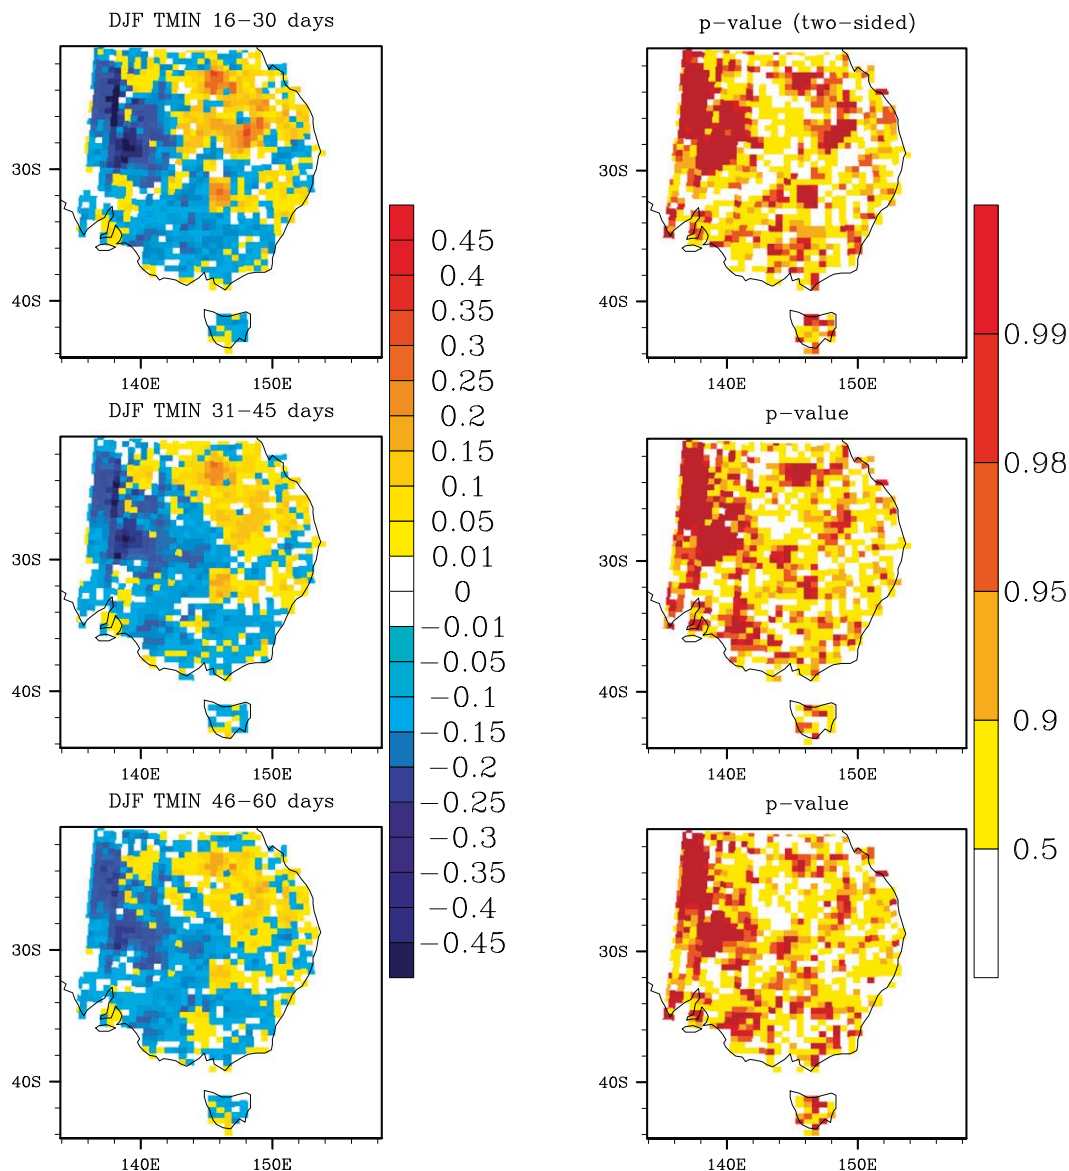 DJF TMIN 16−30 days
p−value (two−sided)
30S
40S
140E
150E
30S
40S
140E
150E
DJF TMIN 31−45 days
p−value
30S
40S
140E
150E
30S
40S
140E
150E
DJF TMIN 46−60 days
p−value
30S
40S
140E
150E
30S
40S
140E
150E
0.45
0.4
0.35
0.3
0.25
0.2
0.15
0.1
0.05
0.01
0
−0.01
−0.05
−0.1
−0.15
−0.2
−0.25
−0.3
−0.35
−0.4
−0.45
0.99
0.98
0.95
0.9
0.5